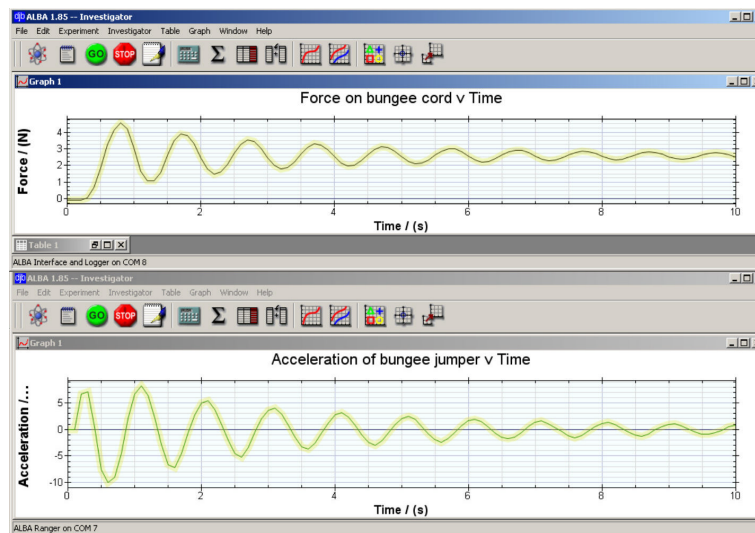 ALBA 1.85 -- Investigator
File Edit Experiment Investigator Table Graph Window Help
GO STOP Σ
Graph 1
Force on bungee cord v Time
Force / (N)
4
3
2
1
0
0 2 4 6 8 10
Time / (s)
Table 1
ALBA Interface and Logger on COM 8
ALBA 1.85 -- Investigator
File Edit Experiment Investigator Table Graph Window Help
GO STOP Σ
Graph 1
Acceleration of bungee jumper v Time
Acceleration /...
5
0
-5
-10
0 2 4 6 8 10
Time / (s)
ALBA Ranger on COM 7